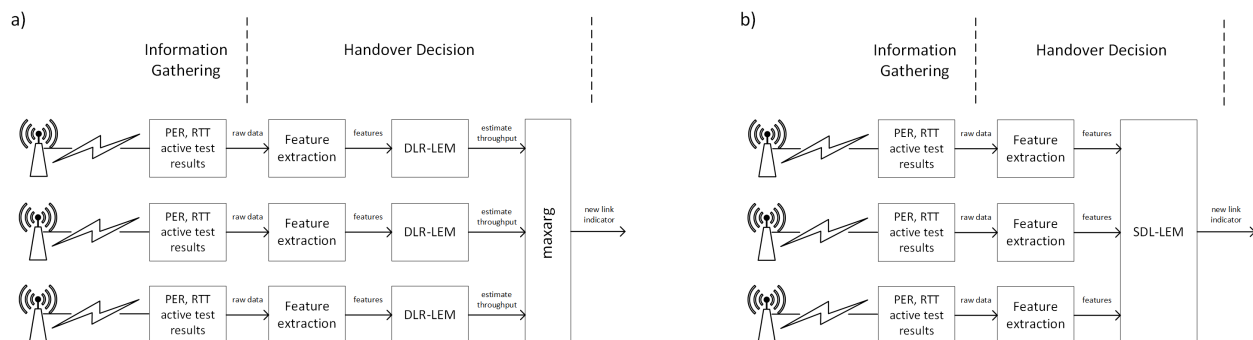 a)
Information
Gathering
Handover Decision
PER, RTT
active test
results
raw data
Feature
extraction
features
DLR-LEM
estimate
throughput
PER, RTT
active test
results
raw data
Feature
extraction
features
DLR-LEM
estimate
throughput
PER, RTT
active test
results
raw data
Feature
extraction
features
DLR-LEM
estimate
throughput
maxarg
new link
indicator
b)
Information
Gathering
Handover Decision
PER, RTT
active test
results
raw data
Feature
extraction
features
PER, RTT
active test
results
raw data
Feature
extraction
features
PER, RTT
active test
results
raw data
Feature
extraction
features
SDL-LEM
new link
indicator